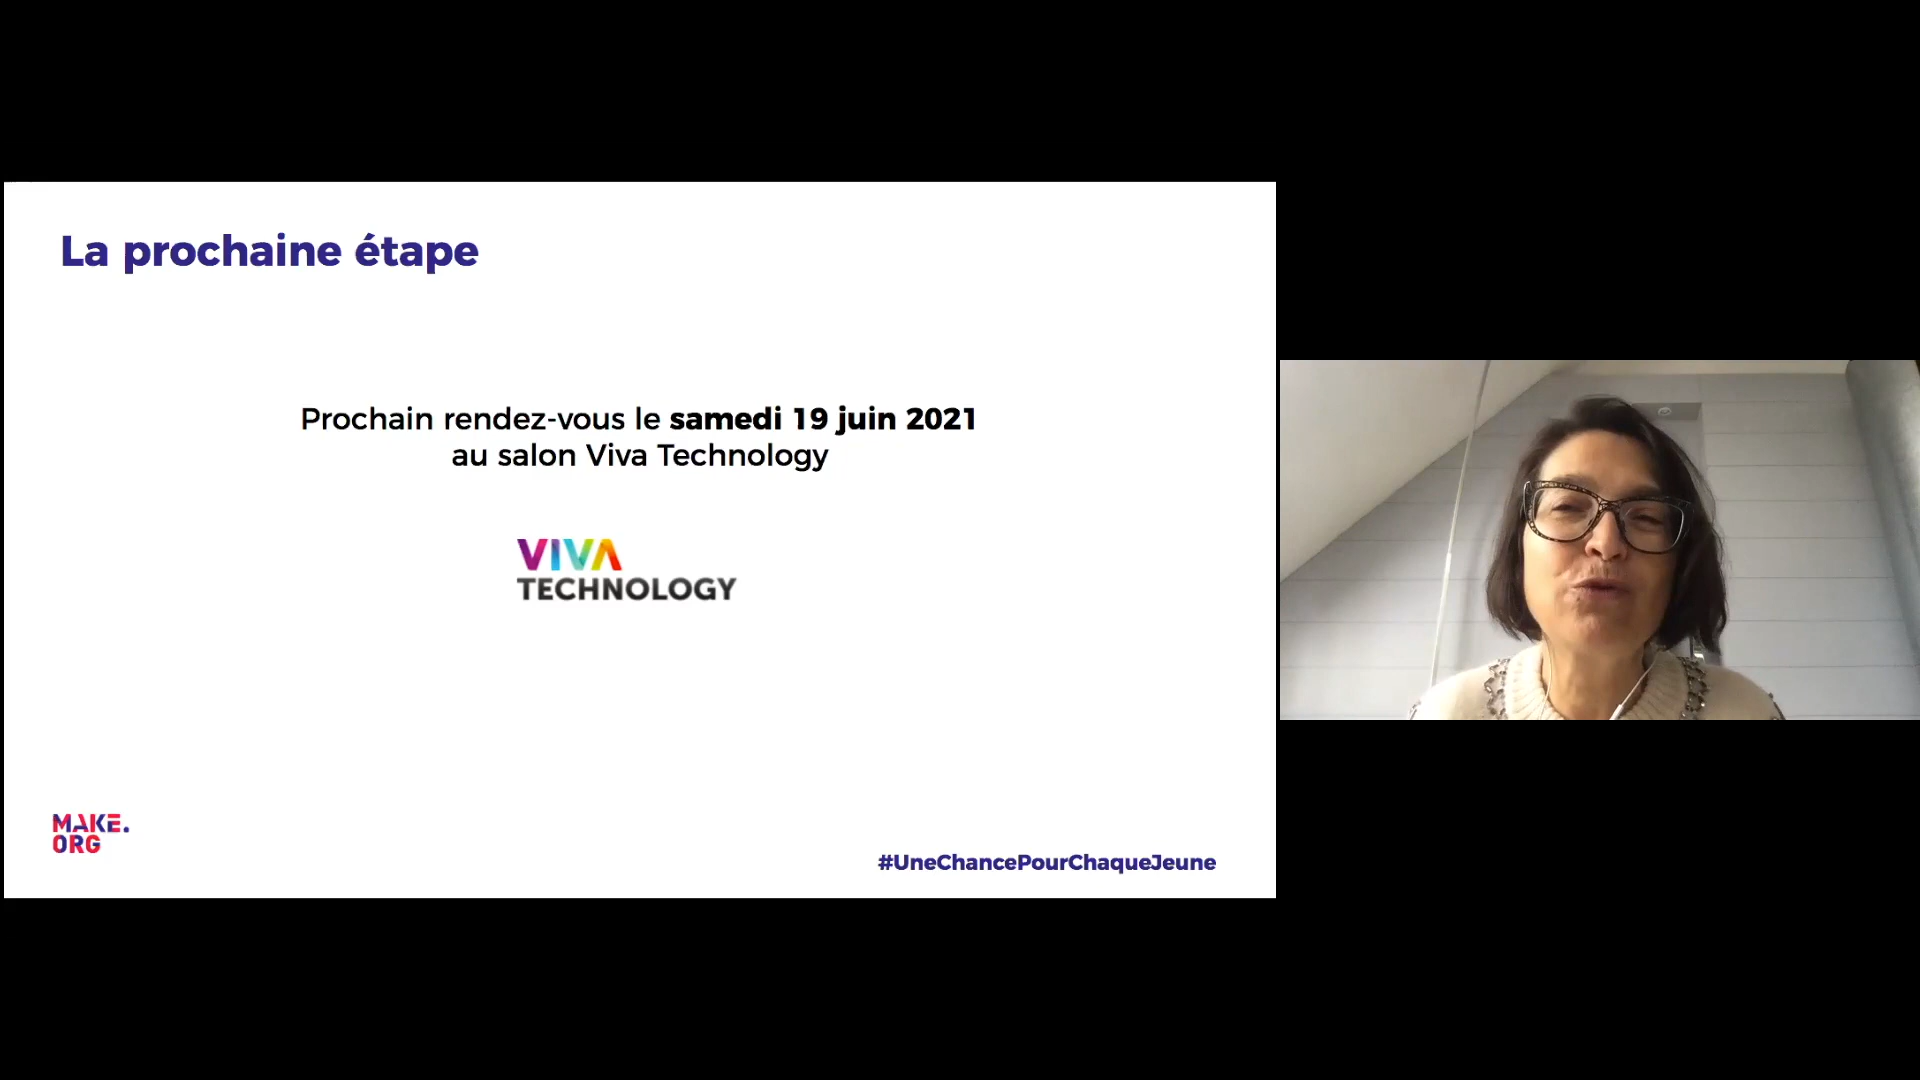 La prochaine étape
Prochain rendez-vous le samedi 19 juin 2021
au salon Viva Technology
VIVA
TECHNOLOGY
MAKE.
ORG
#UneChancePourChaqueJeune